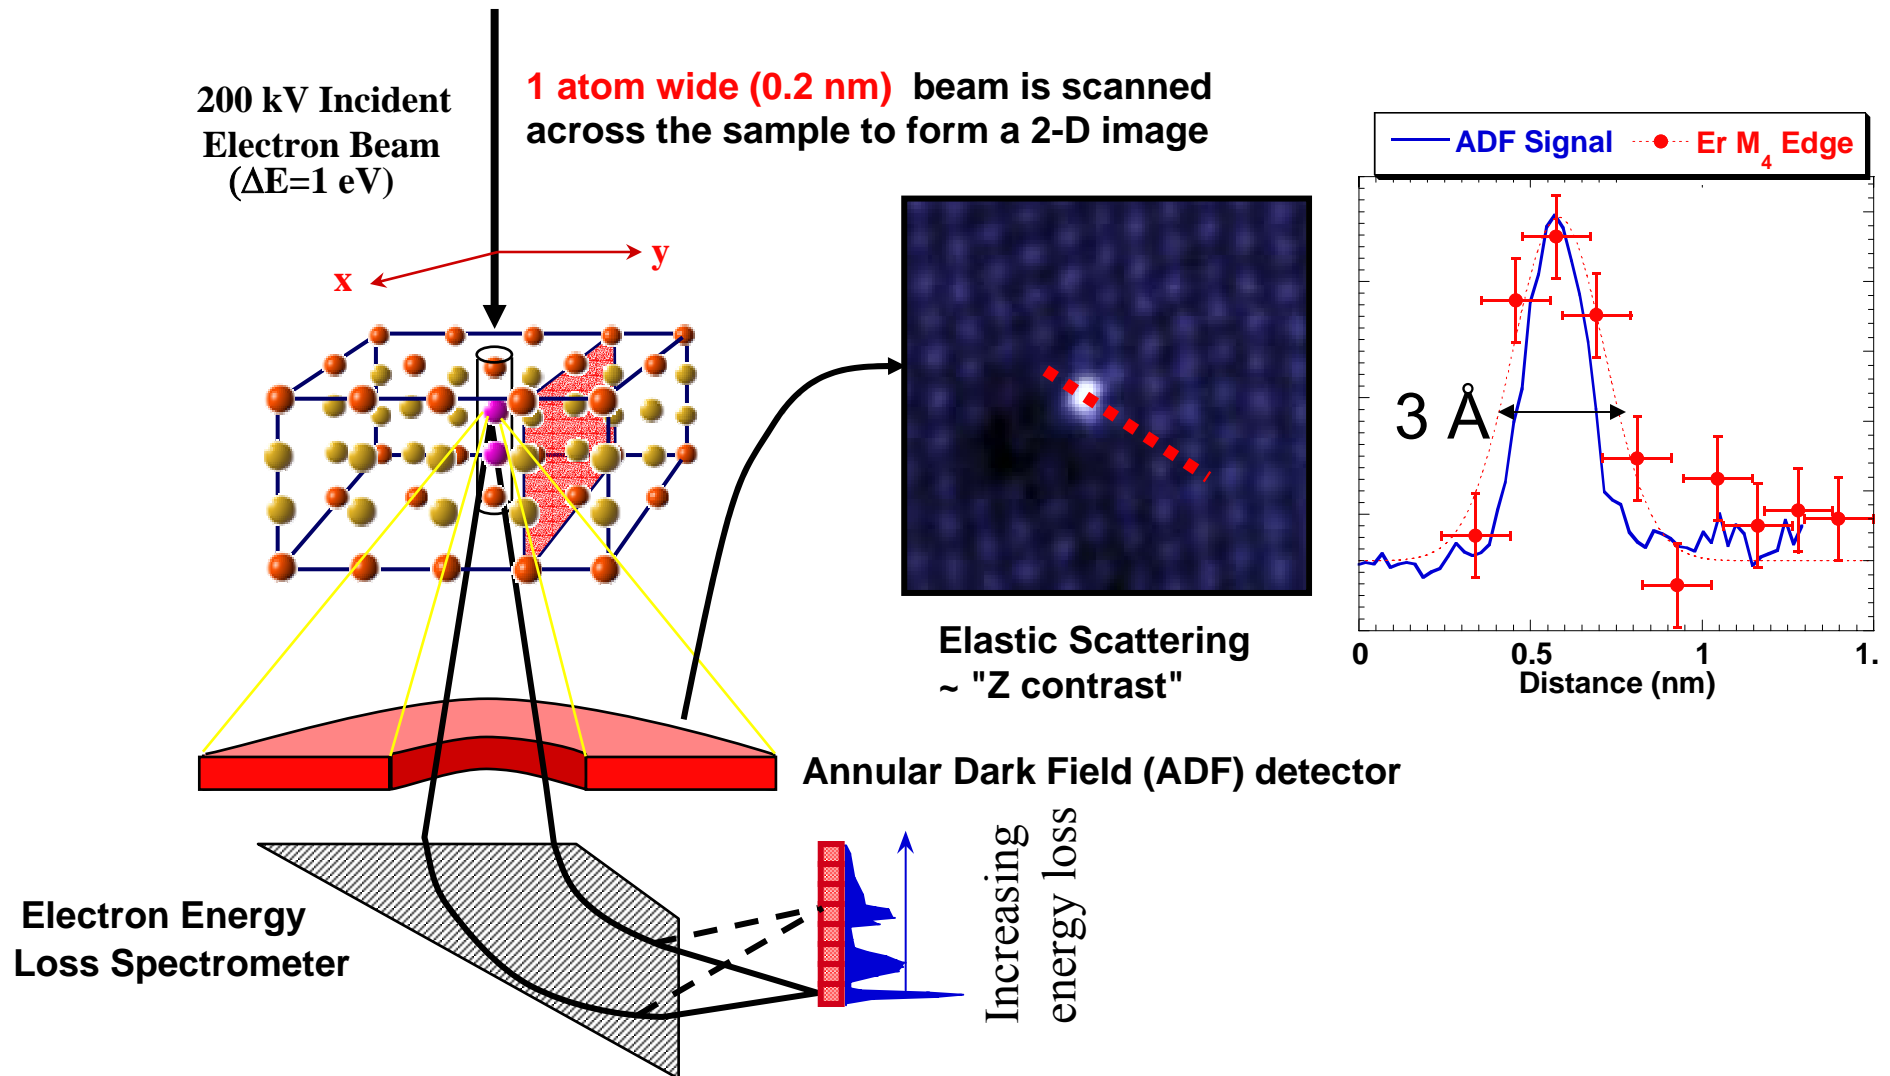 200 kV Incident
Electron Beam
(ΔE=1 eV)
1 atom wide (0.2 nm) beam is scanned
across the sample to form a 2-D image
x
y
ADF Signal
Er M4 Edge
3 Å
0
0.5
1
1.
Distance (nm)
Elastic Scattering
~ "Z contrast"
Annular Dark Field (ADF) detector
Increasing
energy loss
Electron Energy
Loss Spectrometer